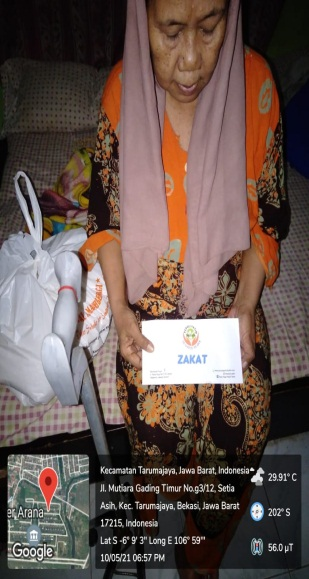 ZAKAT
Kecamatan Tarumajaya, Jawa Barat, Indonesia
Jl. Mutiara Gading Timur No.g3/12, Setia
Asih, Kec. Tarumajaya, Bekasi, Jawa Barat
17215, Indonesia
Lat S -6° 9' 3" Long E 106° 59'"
10/05/21 06:57 PM
29.91° C
202° S
56.0 µT
er Arana
Google